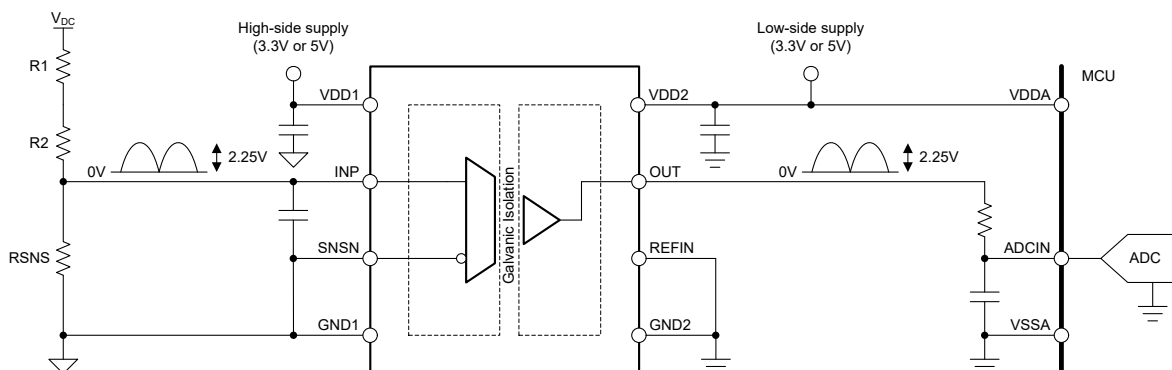 VDC
High-side supply
(3.3V or 5V)
Low-side supply
(3.3V or 5V)
R1
MCU
VDD1
VDD2
VDDA
R2
0V
2.25V
INP
OUT
0V
2.25V
Galvanic Isolation
RSNS
SNSN
REFIN
ADCIN
ADC
GND1
GND2
VSSA